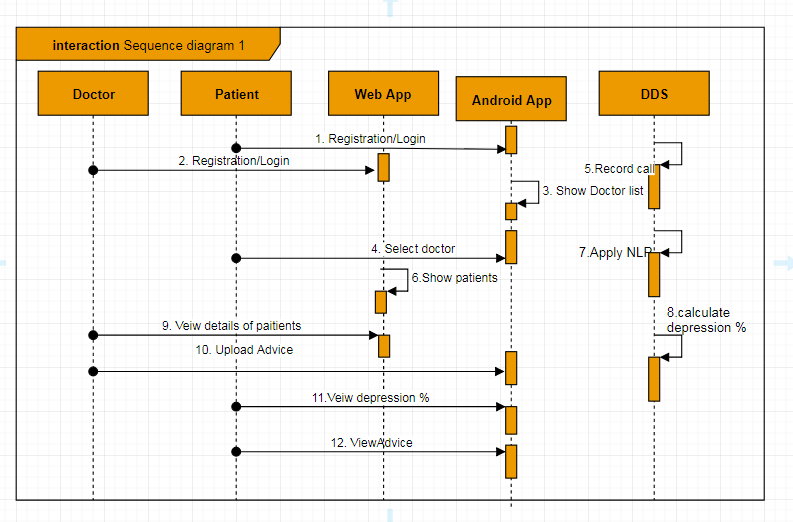 interaction Sequence diagram 1
Doctor
Patient
Web App
Android App
DDS
1. Registration/Login
2. Registration/Login
5.Record call
3. Show Doctor list
4. Select doctor
7.Apply NLP
6.Show patients
8.calculate
depression %
9. Veiw details of paitients
10. Upload Advice
11.Veiw depression %
12. ViewAdvice